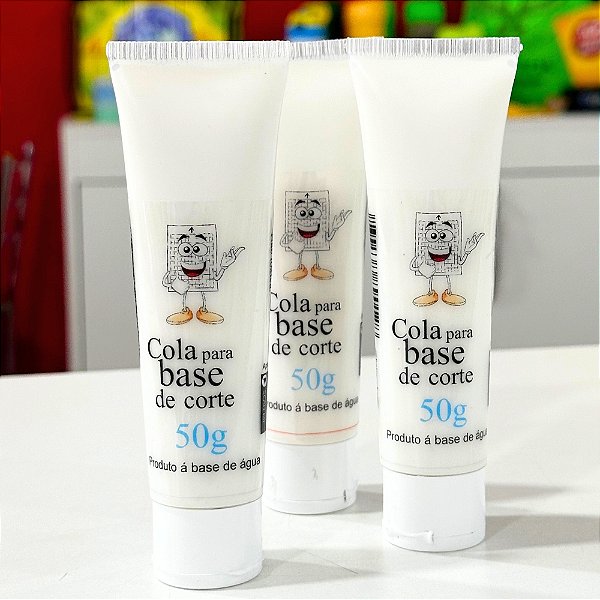 Cola para
base
de corte
50g
Produto á base de água
Cola para
base
de corte
50g
Produto á base de água
Cola para
base
de corte
50g
Produto á base de água